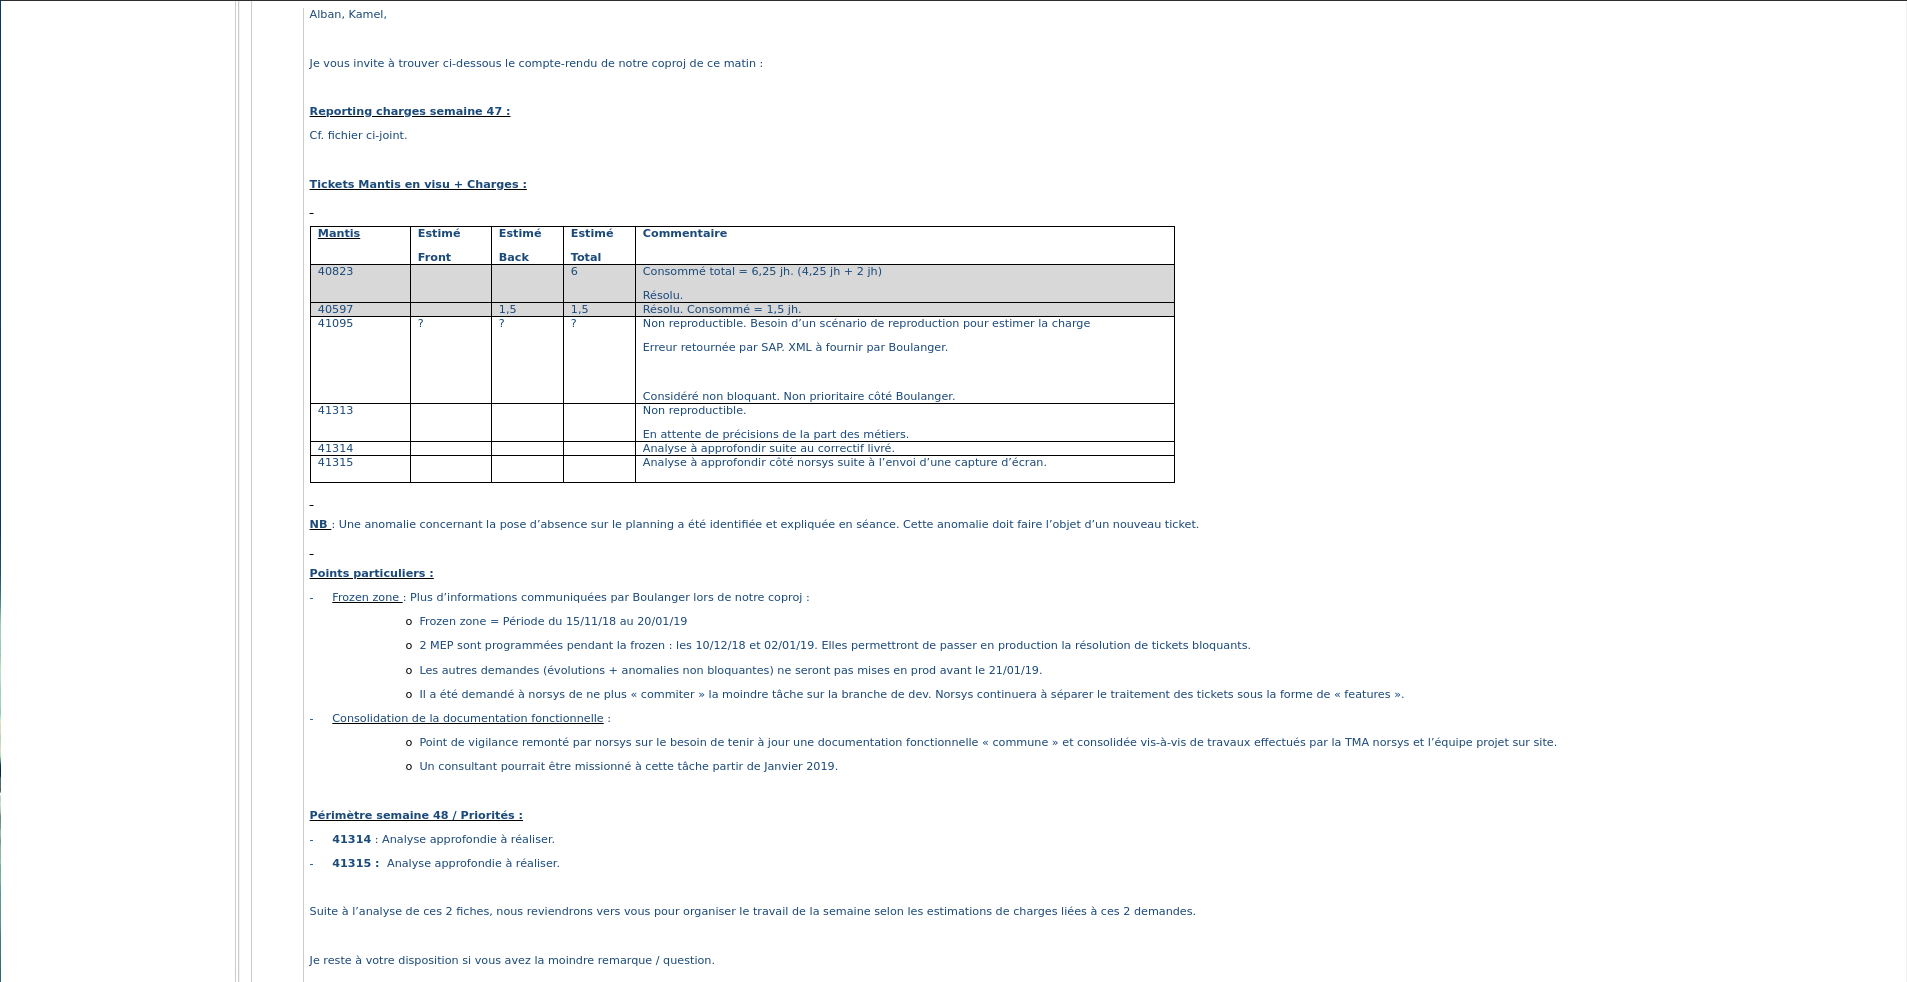 Alban, Kamel,
Je vous invite à trouver ci-dessous le compte-rendu de notre coproj de ce matin :
Reporting charges semaine 47 :
Cf. fichier ci-joint.
Tickets Mantis en visu + Charges :
Mantis Estimé Front Estimé Back Estimé Total Commentaire
40823 6 Consommé total = 6,25 jh. (4,25 jh + 2 jh)
Résolu.
40597 1,5 1,5 Résolu. Consommé = 1,5 jh.
41095 ? ? ? Non reproductible. Besoin d’un scénario de reproduction pour estimer la charge
Erreur retournée par SAP. XML à fournir par Boulanger.
Considéré non bloquant. Non prioritaire côté Boulanger.
41313 Non reproductible.
En attente de précisions de la part des métiers.
41314 Analyse à approfondir suite au correctif livré.
41315 Analyse à approfondir côté norsys suite à l’envoi d’une capture d’écran.
NB : Une anomalie concernant la pose d’absence sur le planning a été identifiée et expliquée en séance. Cette anomalie doit faire l’objet d’un nouveau ticket.
Points particuliers :
- Frozen zone : Plus d’informations communiquées par Boulanger lors de notre coproj :
o Frozen zone = Période du 15/11/18 au 20/01/19
o 2 MEP sont programmées pendant la frozen : les 10/12/18 et 02/01/19. Elles permettront de passer en production la résolution de tickets bloquants.
o Les autres demandes (évolutions + anomalies non bloquantes) ne seront pas mises en prod avant le 21/01/19.
o Il a été demandé à norsys de ne plus « commiter » la moindre tâche sur la branche de dev. Norsys continuera à séparer le traitement des tickets sous la forme de « features ».
- Consolidation de la documentation fonctionnelle :
o Point de vigilance remonté par norsys sur le besoin de tenir à jour une documentation fonctionnelle « commune » et consolidée vis-à-vis de travaux effectués par la TMA norsys et l’équipe projet sur site.
o Un consultant pourrait être missionné à cette tâche partir de Janvier 2019.
Périmètre semaine 48 / Priorités :
- 41314 : Analyse approfondie à réaliser.
- 41315 : Analyse approfondie à réaliser.
Suite à l’analyse de ces 2 fiches, nous reviendrons vers vous pour organiser le travail de la semaine selon les estimations de charges liées à ces 2 demandes.
Je reste à votre disposition si vous avez la moindre remarque / question.